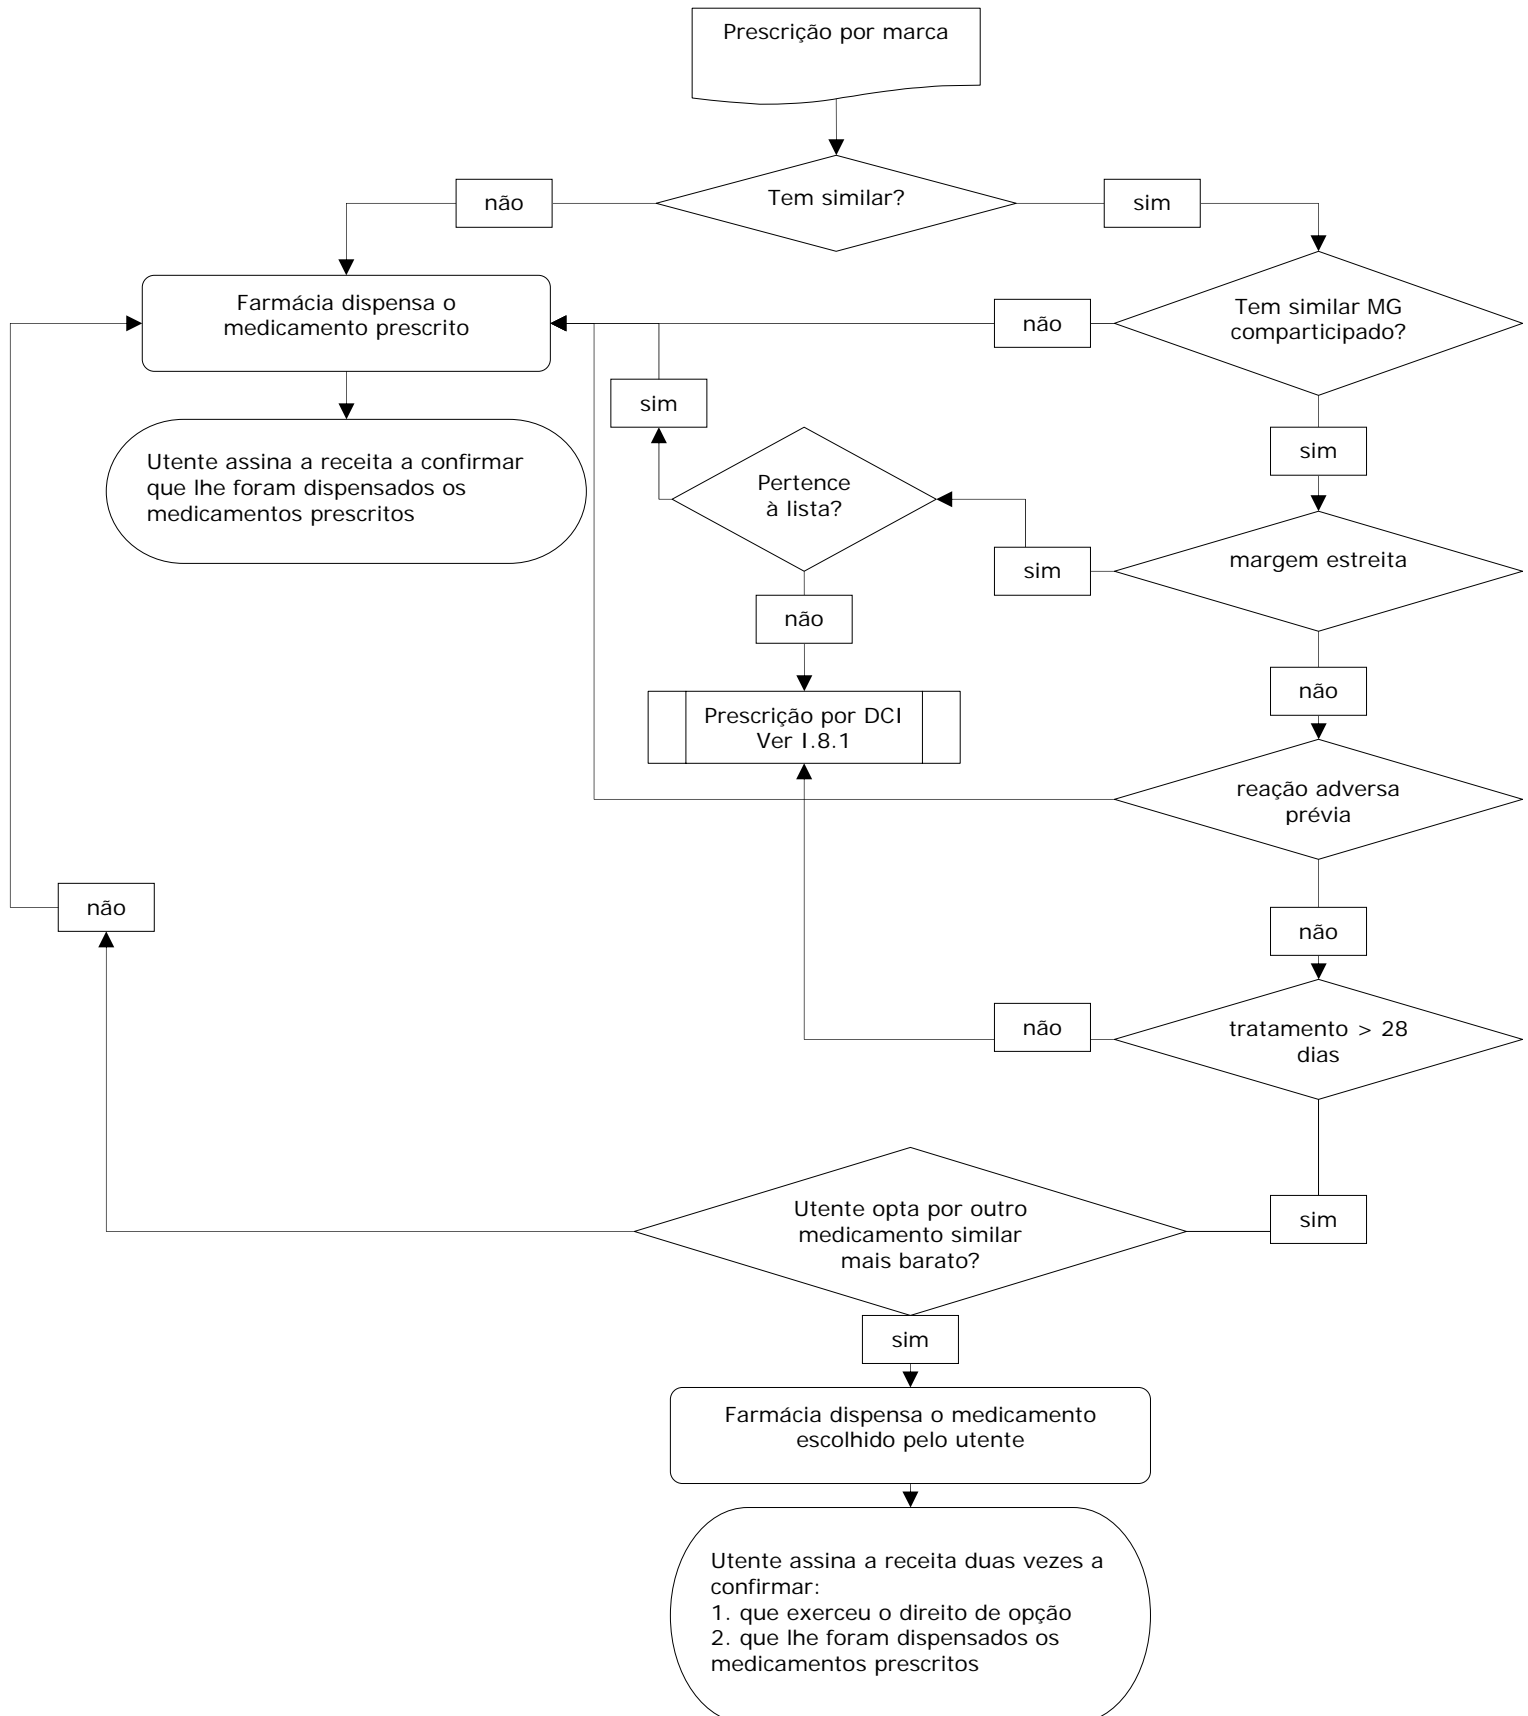 Prescrição por marca
Tem similar?
não
sim
Farmácia dispensa o
medicamento prescrito
Tem similar MG
comparticipado?
não
sim
sim
Utente assina a receita a confirmar
que lhe foram dispensados os
medicamentos prescritos
Pertence
à lista?
margem estreita
sim
não
não
Prescrição por DCI
Ver I.8.1
reação adversa
prévia
não
não
não
tratamento > 28
dias
sim
Utente opta por outro
medicamento similar
mais barato?
sim
Farmácia dispensa o medicamento
escolhido pelo utente
Utente assina a receita duas vezes a
confirmar:
1. que exerceu o direito de opção
2. que lhe foram dispensados os
medicamentos prescritos